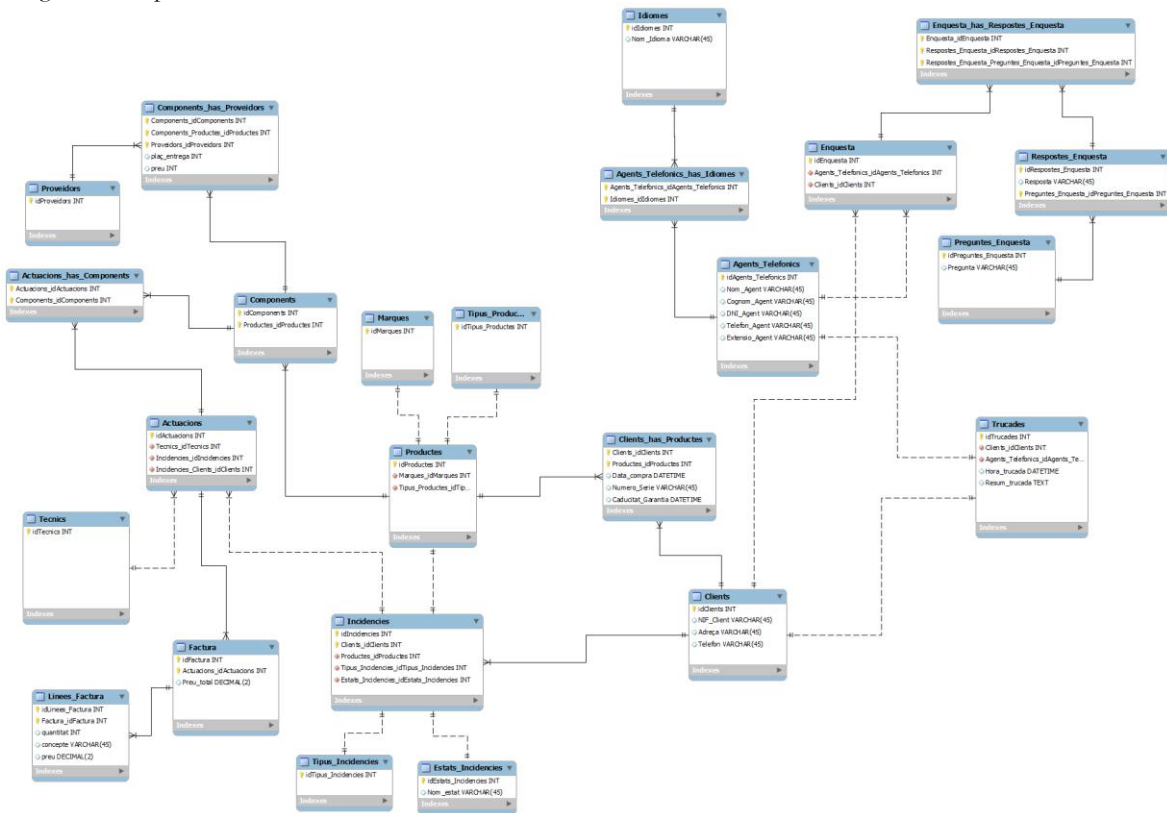 Idiomes
idIdiomes INT
Nom_Idioma VARCHAR(45)
Indexes
Enquesta_has_Respostes_Enquesta
Enquesta_idEnquesta INT
Respostes_Enquesta_idRespostes_Enquesta INT
Respostes_Enquesta_Preguntes_Enquesta_idPreguntes_Enquesta INT
Indexes
Components_has_Proveidors
Components_idComponents INT
Components_Productes_idProductes INT
Proveidors_idProveidors INT
plaç_entrega INT
preu INT
Indexes
Proveidors
idProveidors INT
Indexes
Agents_Telefonics_has_Idiomes
Agents_Telefonics_idAgents_Telefonics INT
Idiomes_idIdiomes INT
Indexes
Enquesta
idEnquesta INT
Agents_Telefonics_idAgents_Telefonics INT
Clients_idClients INT
Indexes
Respostes_Enquesta
idRespostes_Enquesta INT
Resposta VARCHAR(45)
Preguntes_Enquesta_idPreguntes_Enquesta INT
Indexes
Preguntes_Enquesta
idPreguntes_Enquesta INT
Pregunta VARCHAR(45)
Indexes
Actuacions_has_Components
Actuacions_idActuacions INT
Components_idComponents INT
Indexes
Components
idComponents INT
Productes_idProductes INT
Indexes
Marques
idMarques INT
Indexes
Tipus_Produc...
idTipus_Productes INT
Indexes
Agents_Telefonics
idAgents_Telefonics INT
Nom_Agent VARCHAR(45)
Cognom_Agent VARCHAR(45)
DNI_Agent VARCHAR(45)
Telefon_Agent VARCHAR(45)
Extensio_Agent VARCHAR(45)
Indexes
Actuacions
idActuacions INT
Tecnics_idTecnics INT
Incidencies_idIncidencies INT
Incidencies_Clients_idClients INT
Indexes
Productes
idProductes INT
Marques_idMarques INT
Tipus_Productes_idTip...
Indexes
Clients_has_Productes
Clients_idClients INT
Productes_idProductes INT
Data_compra DATETIME
Numero_Serie VARCHAR(45)
Caducitat_Garantia DATETIME
Indexes
Trucades
idTrucades INT
Clients_idClients INT
Agents_Telefonics_idAgents_Te...
Hora_trucada DATETIME
Resum_trucada TEXT
Indexes
Tecnics
idTecnics INT
Indexes
Clients
idClients INT
NIF_Client VARCHAR(45)
Adreça VARCHAR(45)
Telefon VARCHAR(45)
Indexes
Incidencies
idIncidencies INT
Clients_idClients INT
Productes_idProductes INT
Tipus_Incidencies_idTipus_Incidencies INT
Estats_Incidencies_idEstats_Incidencies INT
Indexes
Factura
idFactura INT
Actuacions_idActuacions INT
Preu_total DECIMAL(2)
Indexes
Linees_Factura
idLinees_Factura INT
Factura_idFactura INT
quantitat INT
concepte VARCHAR(45)
preu DECIMAL(2)
Indexes
Tipus_Incidencies
idTipus_Incidencies INT
Indexes
Estats_Incidencies
idEstats_Incidencies INT
Nom_estat VARCHAR(45)
Indexes